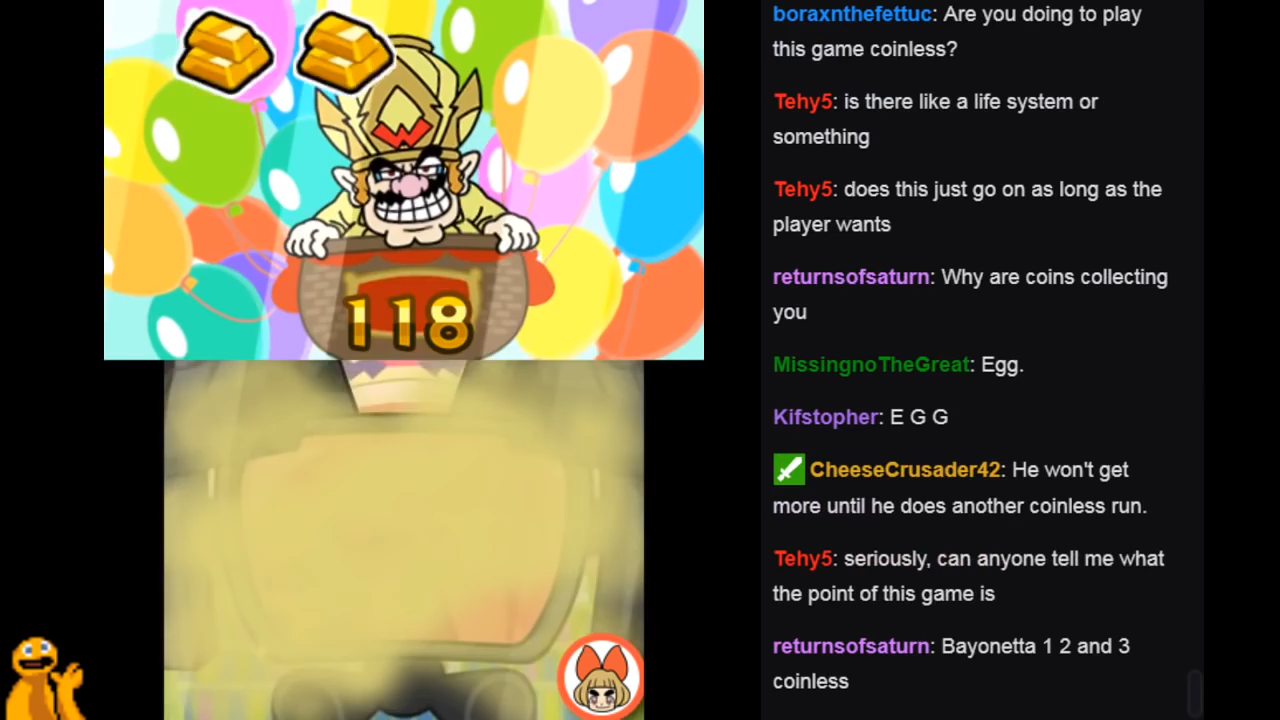 boraxnthefettuc: Are you doing to play
this game coinless?
Tehy5: is there like a life system or
something
Tehy5: does this just go on as long as the
player wants
returnsofsaturn: Why are coins collecting
you
MissingnoTheGreat: Egg.
Kifstopher: E G G
CheeseCrusader42: He won't get
more until he does another coinless run.
Tehy5: seriously, can anyone tell me what
the point of this game is
returnsofsaturn: Bayonetta 1 2 and 3
coinless
W
118